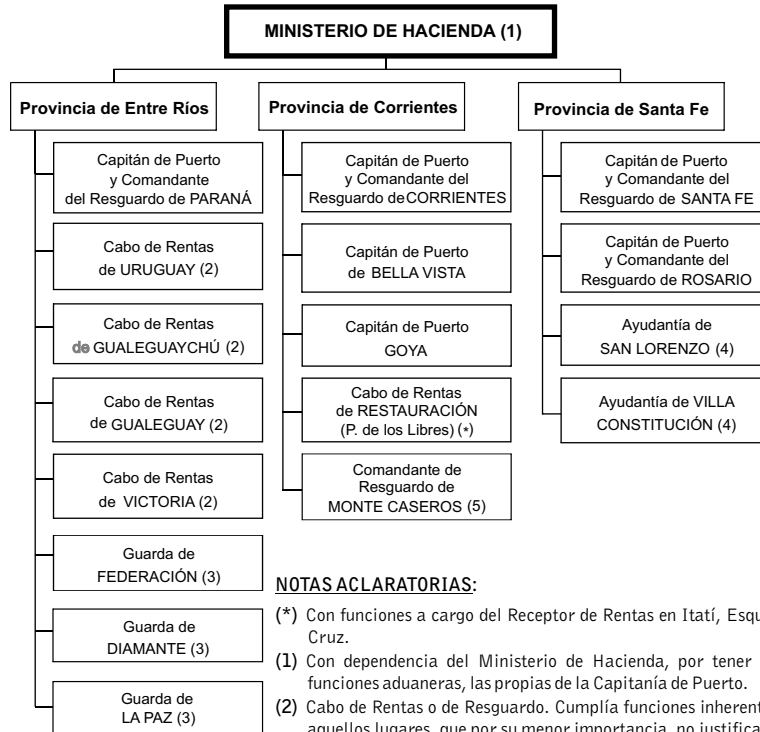 MINISTERIO DE HACIENDA (1)
Provincia de Entre Ríos
Capitán de Puerto
y Comandante
del Resguardo de PARANÁ
Cabo de Rentas
de URUGUAY (2)
Cabo de Rentas
de GUALEGUAYCHÚ (2)
Cabo de Rentas
de GUALEGUAY (2)
Cabo de Rentas
de VICTORIA (2)
Guarda de
FEDERACIÓN (3)
Guarda de
DIAMANTE (3)
Guarda de
LA PAZ (3)
Provincia de Corrientes
Capitán de Puerto
y Comandante del
Resguardo de CORRIENTES
Capitán de Puerto
de BELLA VISTA
Capitán de Puerto
GOYA
Cabo de Rentas
de RESTAURACIÓN
(P. de los Libres) (*)
Comandante de
Resguardo de
MONTE CASEROS (5)
Provincia de Santa Fe
Capitán de Puerto
y Comandante del
Resguardo de SANTA FE
Capitán de Puerto
y Comandante del
Resguardo de ROSARIO
Ayudantía de
SAN LORENZO (4)
Ayudantía de VILLA
CONSTITUCIÓN (4)
NOTAS ACLARATORIAS:
(*) Con funciones a cargo del Receptor de Rentas en Itatí,
Cruz.
(1) Con dependencia del Ministerio de Hacienda, por tener
funciones aduaneras, las propias de la Capitanía de Puerto.
(2) Cabo de Rentas o de Resguardo. Cumplía funciones
aquellos lugares, que por su menor importancia, no